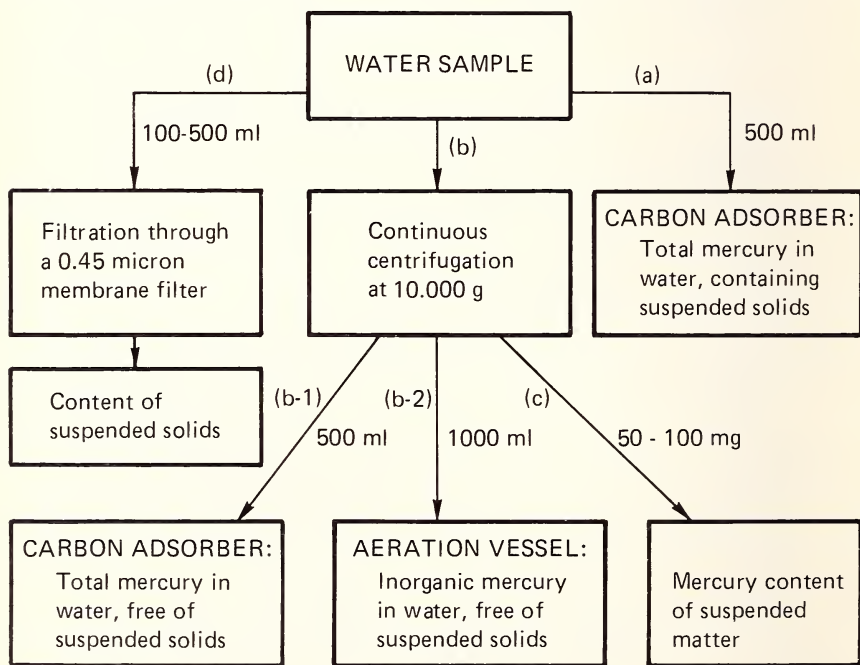 WATER SAMPLE
(d)
(a)
100-500 ml
(b)
500 ml
Filtration through
a 0.45 micron
membrane filter
Continuous
centrifugation
at 10.000 g
CARBON ADSORBER:
Total mercury in
water, containing
suspended solids
Content of
suspended solids
(b-1)
500 ml
(b-2)
1000 ml
(c)
50 - 100 mg
CARBON ADSORBER:
Total mercury in
water, free of
suspended solids
AERATION VESSEL:
Inorganic mercury
in water, free of
suspended solids
Mercury content
of suspended
matter